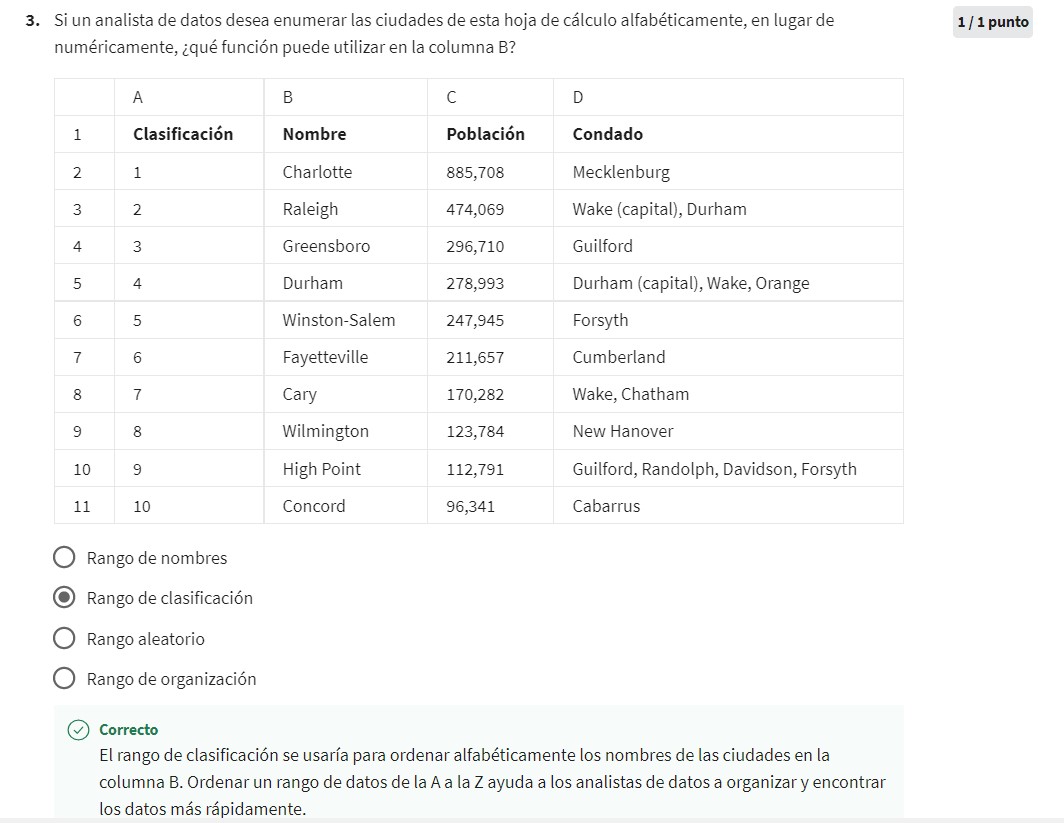 3. Si un analista de datos desea enumerar las ciudades de esta hoja de cálculo alfabéticamente, en lugar de
numéricamente, ¿qué función puede utilizar en la columna B?
1 / 1 punto
A B C D
1 Clasificación Nombre Población Condado
2 1 Charlotte 885,708 Mecklenburg
3 2 Raleigh 474,069 Wake (capital), Durham
4 3 Greensboro 296,710 Guilford
5 4 Durham 278,993 Durham (capital), Wake, Orange
6 5 Winston-Salem 247,945 Forsyth
7 6 Fayetteville 211,657 Cumberland
8 7 Cary 170,282 Wake, Chatham
9 8 Wilmington 123,784 New Hanover
10 9 High Point 112,791 Guilford, Randolph, Davidson, Forsyth
11 10 Concord 96,341 Cabarrus
Rango de nombres
Rango de clasificación
Rango aleatorio
Rango de organización
Correcto
El rango de clasificación se usaría para ordenar alfabéticamente los nombres de las ciudades en la
columna B. Ordenar un rango de datos de la A a la Z ayuda a los analistas de datos a organizar y encontrar
los datos más rápidamente.